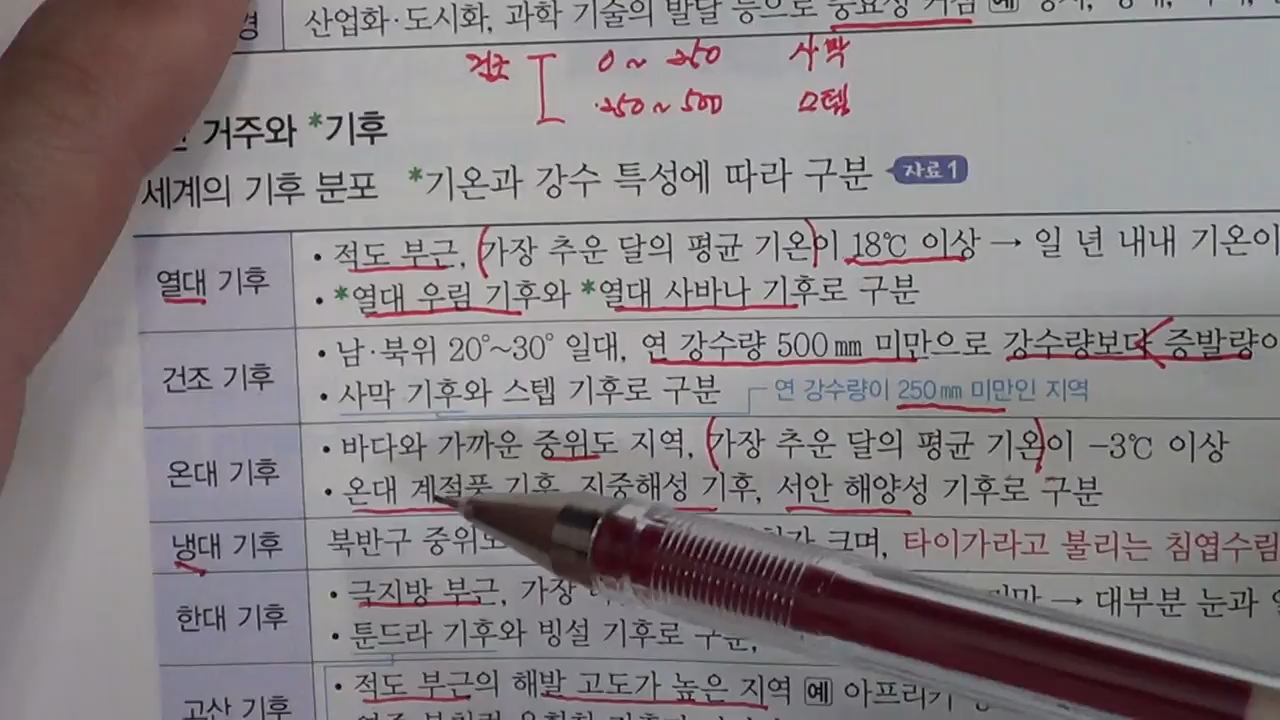 산업화·도시화, 과학 기술의 발달 등으로 중요성 커짐 예
건조 0 ~ 250 사막
250 ~ 500 스텝
거주와 *기후
세계의 기후 분포 *기온과 강수 특성에 따라 구분 자료1
열대 기후
• 적도 부근, 가장 추운 달의 평균 기온이 18℃ 이상 → 일 년 내내 기온이
• *열대 우림 기후와 *열대 사바나 기후로 구분
건조 기후
• 남·북위 20°~30° 일대, 연 강수량 500㎜ 미만으로 강수량보다 < 증발량이
• 사막 기후와 스텝 기후로 구분 연 강수량이 250㎜ 미만인 지역
온대 기후
• 바다와 가까운 중위도 지역, 가장 추운 달의 평균 기온이 -3℃ 이상
• 온대 계절풍 기후, 지중해성 기후, 서안 해양성 기후로 구분
냉대 기후
북반구 중위도 크며, 타이가라고 불리는 침엽수림
한대 기후
• 극지방 부근, 가장 미만 → 대부분 눈과
• 툰드라 기후와 빙설 기후로 구분,
고산 기후
• 적도 부근의 해발 고도가 높은 지역 예 아프리카